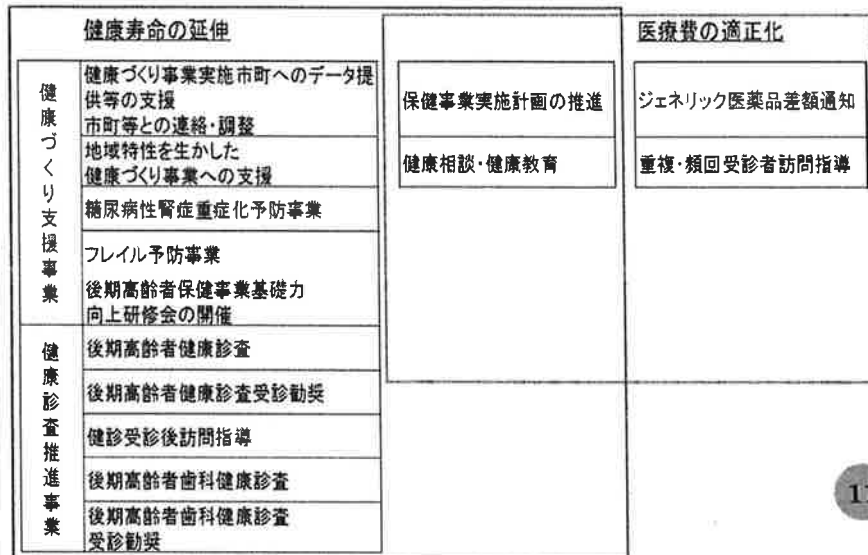 健康寿命の延伸
医療費の適正化
健康づくり支援事業
健康づくり事業実施市町へのデータ提
供等の支援
市町等との連絡・調整
地域特性を生かした
健康づくり事業への支援
糖尿病性腎症重症化予防事業
フレイル予防事業
後期高齢者保健事業基礎力
向上研修会の開催
健康診査推進事業
後期高齢者健康診査
後期高齢者健康診査受診勧奨
健診受診後訪問指導
後期高齢者歯科健康診査
後期高齢者歯科健康診査
受診勧奨
保健事業実施計画の推進
健康相談・健康教育
ジェネリック医薬品差額通知
重複・頻回受診者訪問指導